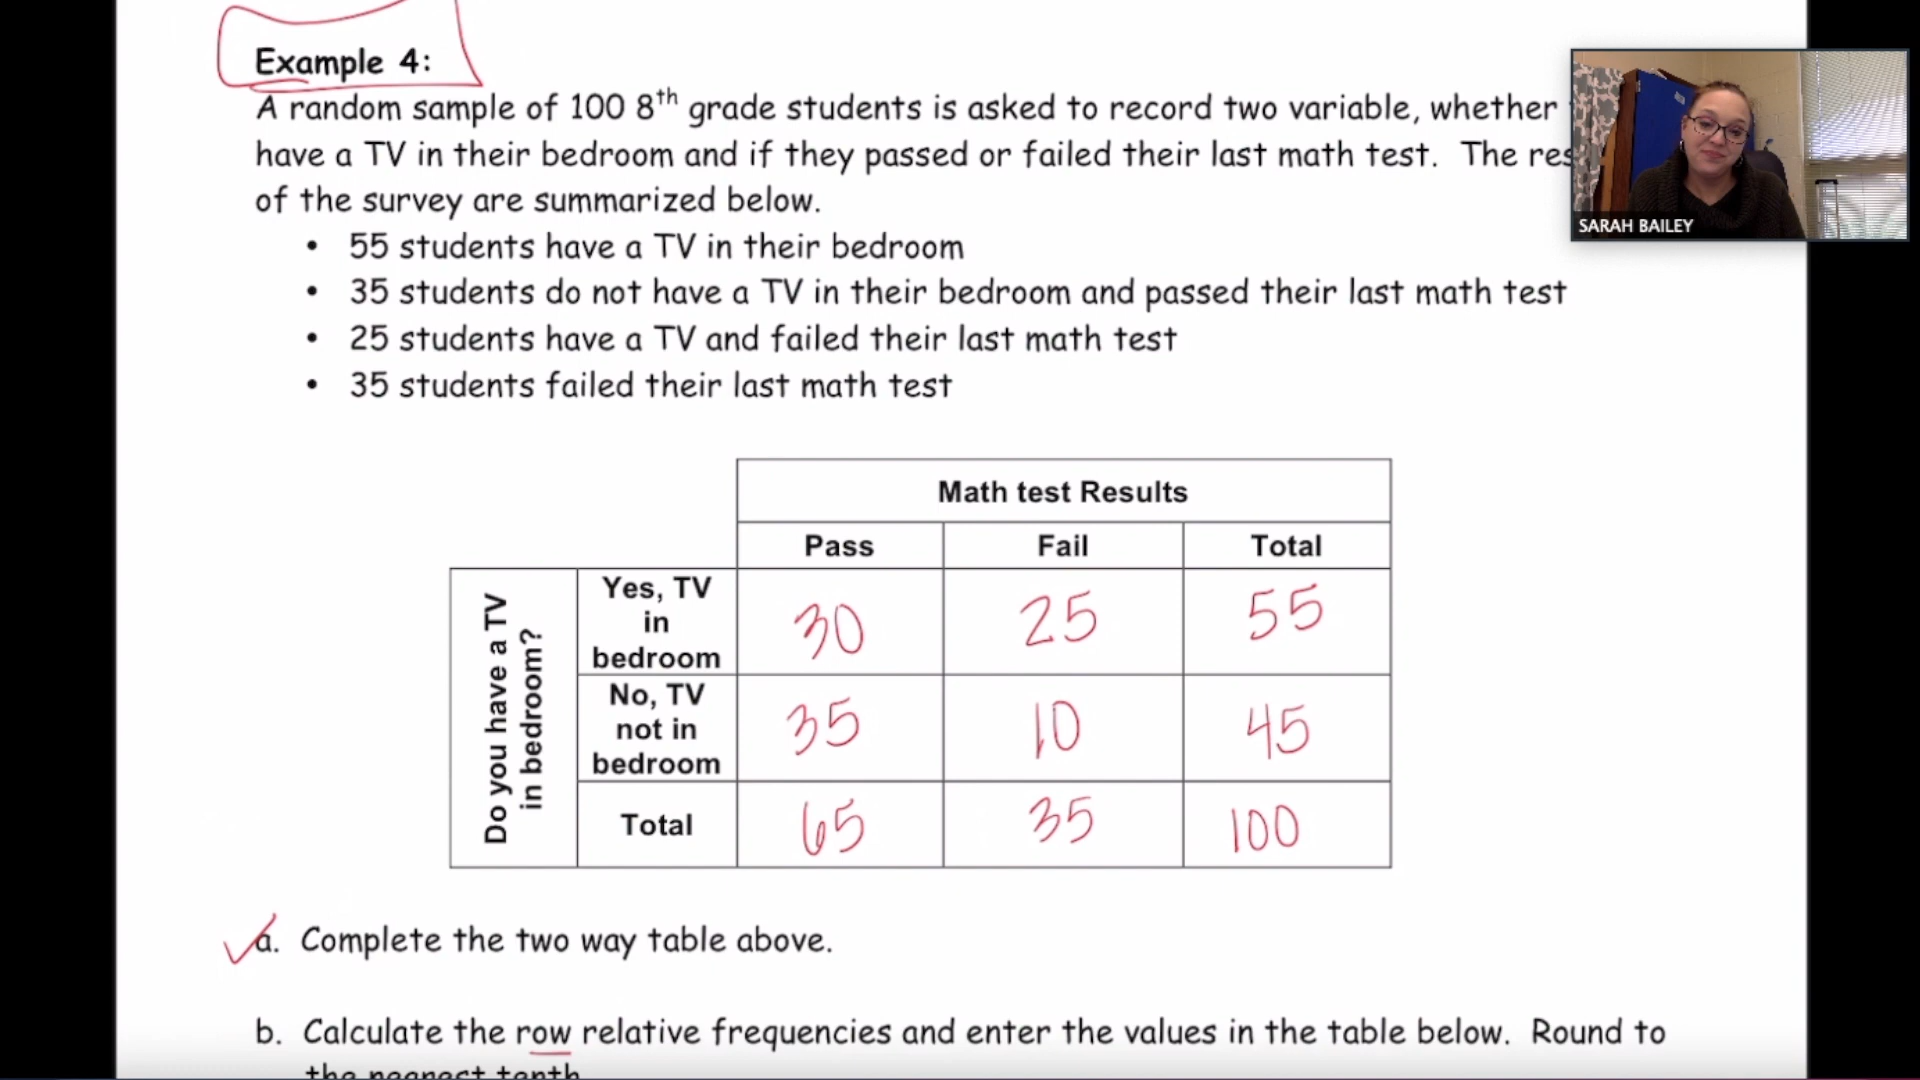 Example 4:
A random sample of 100 8th grade students is asked to record two variable, whether
have a TV in their bedroom and if they passed or failed their last math test. The res
of the survey are summarized below.
• 55 students have a TV in their bedroom
• 35 students do not have a TV in their bedroom and passed their last math test
• 25 students have a TV and failed their last math test
• 35 students failed their last math test
SARAH BAILEY
Math test Results
Pass Fail Total
Do you have a TV
in bedroom?
Yes, TV
in
bedroom
30 25 55
No, TV
not in
bedroom
35 10 45
Total 65 35 100
a. Complete the two way table above.
b. Calculate the row relative frequencies and enter the values in the table below. Round to
the nearest tenth